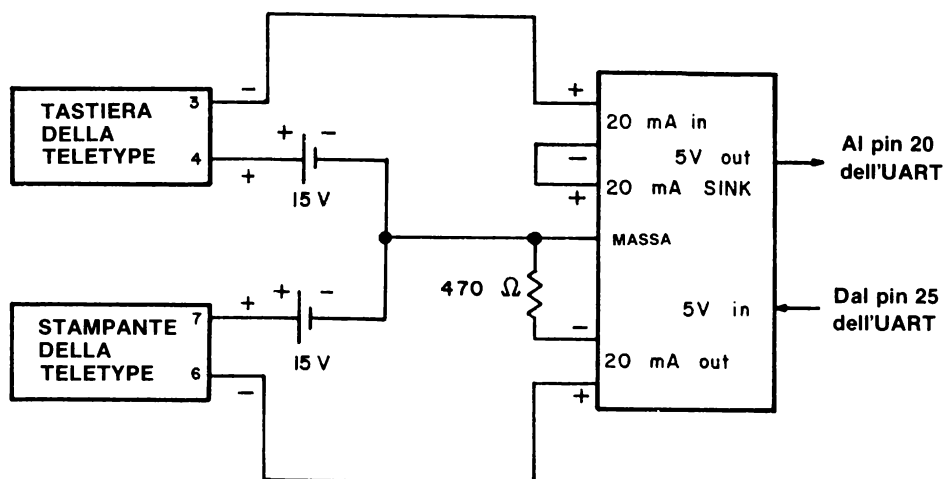 TASTIERA
DELLA
TELETYPE
3
4
−
+
+ −
15 V
STAMPANTE
DELLA
TELETYPE
7
6
+
−
+ −
15 V
470 Ω
+
20 mA in
−
5V out
+
20 mA SINK
MASSA
5V in
−
20 mA out
+
Al pin 20
dell'UART
Dal pin 25
dell'UART